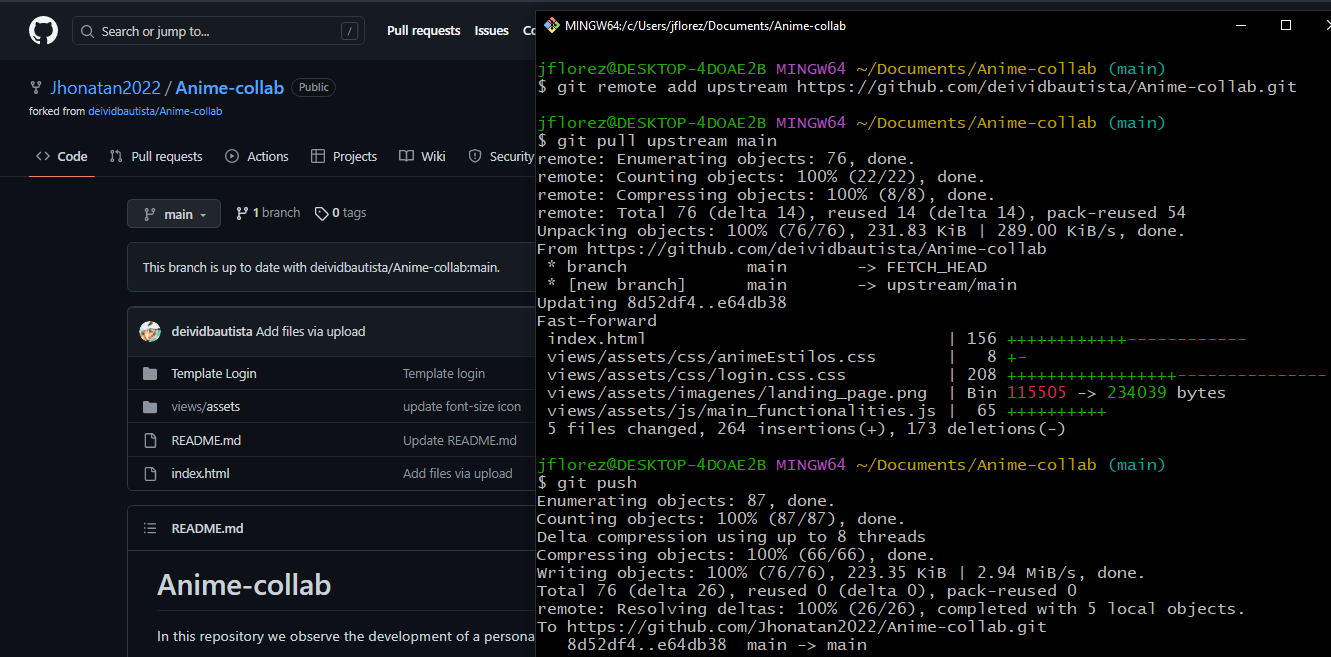 Search or jump to...
/
Pull requests
Issues
Jhonatan2022 / Anime-collab
Public
forked from deividbautista/Anime-collab
<> Code
Pull requests
Actions
Projects
Wiki
Security
main
1 branch
0 tags
This branch is up to date with deividbautista/Anime-collab:main.
deividbautista Add files via upload
Template Login Template login
views/assets update font-size icon
README.md Update README.md
index.html Add files via upload
README.md
Anime-collab
In this repository we observe the development of a persona
MINGW64:/c/Users/jflorez/Documents/Anime-collab
jflorez@DESKTOP-4DOAE2B MINGW64 ~/Documents/Anime-collab (main)
$ git remote add upstream https://github.com/deividbautista/Anime-collab.git
jflorez@DESKTOP-4DOAE2B MINGW64 ~/Documents/Anime-collab (main)
$ git pull upstream main
remote: Enumerating objects: 76, done.
remote: Counting objects: 100% (22/22), done.
remote: Compressing objects: 100% (8/8), done.
remote: Total 76 (delta 14), reused 14 (delta 14), pack-reused 54
Unpacking objects: 100% (76/76), 231.83 KiB | 289.00 KiB/s, done.
From https://github.com/deividbautista/Anime-collab
* branch main -> FETCH_HEAD
* [new branch] main -> upstream/main
Updating 8d52df4..e64db38
Fast-forward
index.html | 156 ++++++++++++------------
views/assets/css/animeEstilos.css | 8 +-
views/assets/css/login.css.css | 208 +++++++++++++++++---------------
views/assets/imagenes/landing_page.png | Bin 115505 -> 234039 bytes
views/assets/js/main_functionalities.js | 65 ++++++++++
5 files changed, 264 insertions(+), 173 deletions(-)
jflorez@DESKTOP-4DOAE2B MINGW64 ~/Documents/Anime-collab (main)
$ git push
Enumerating objects: 87, done.
Counting objects: 100% (87/87), done.
Delta compression using up to 8 threads
Compressing objects: 100% (66/66), done.
Writing objects: 100% (76/76), 223.35 KiB | 2.94 MiB/s, done.
Total 76 (delta 26), reused 0 (delta 0), pack-reused 0
remote: Resolving deltas: 100% (26/26), completed with 5 local objects.
To https://github.com/Jhonatan2022/Anime-collab.git
8d52df4..e64db38 main -> main